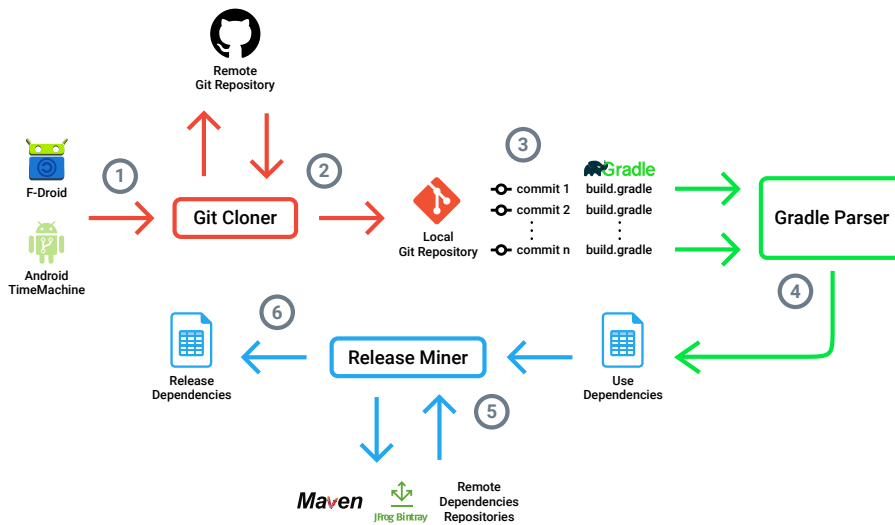 Remote
Git Repository
1
F-Droid
Android
TimeMachine
Git Cloner
2
Local
Git Repository
3
Gradle
commit 1 build.gradle
commit 2 build.gradle
commit n build.gradle
Gradle Parser
4
Use
Dependencies
Release Miner
5
Maven
JFrog Bintray
Remote
Dependencies
Repositories
6
Release
Dependencies